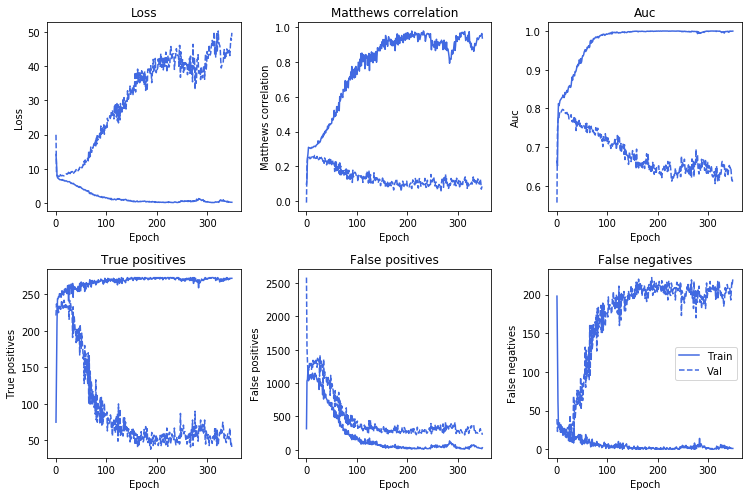 Loss
Matthews correlation
Auc
50
40
30
20
10
0
Loss
0
100
200
300
Epoch
1.0
0.8
0.6
0.4
0.2
0.0
Matthews correlation
0
100
200
300
Epoch
1.0
0.9
0.8
0.7
0.6
Auc
0
100
200
300
Epoch
True positives
False positives
False negatives
250
200
150
100
50
True positives
0
100
200
300
Epoch
2500
2000
1500
1000
500
0
False positives
0
100
200
300
Epoch
200
150
100
50
0
False negatives
0
100
200
300
Epoch
Train
Val